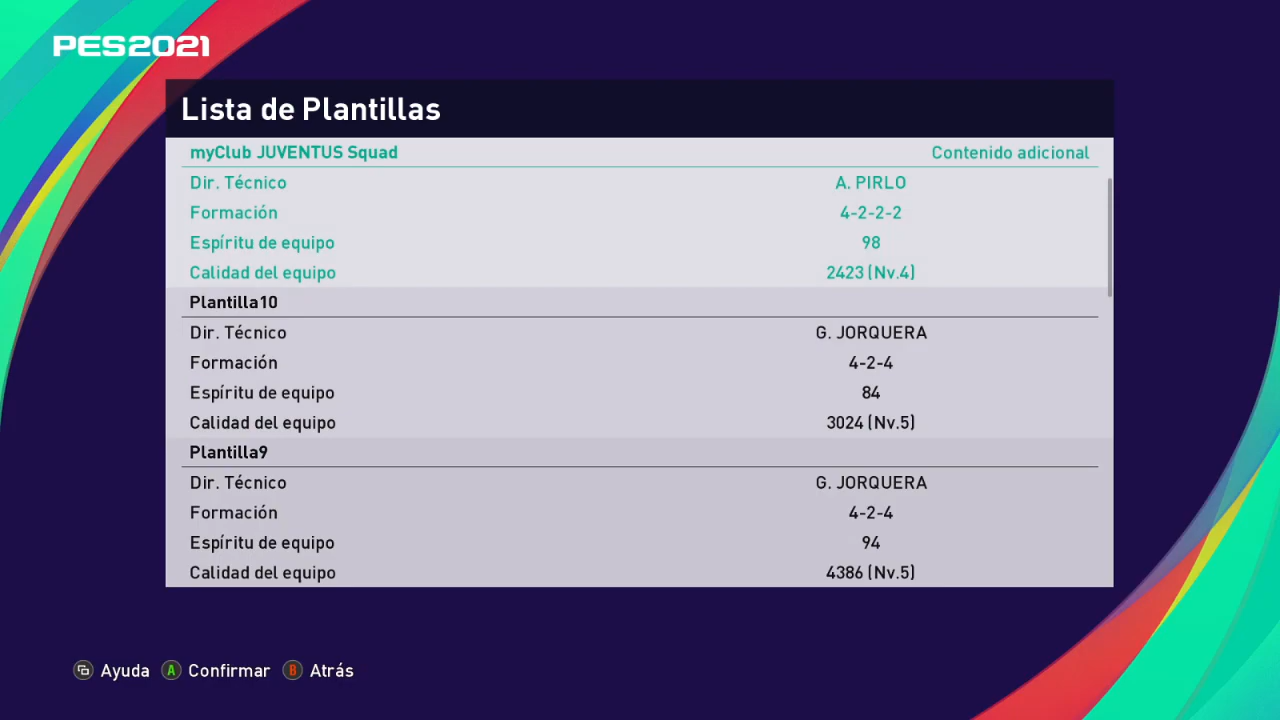 PES2021
Lista de Plantillas
myClub JUVENTUS Squad Contenido adicional
Dir. Técnico A. PIRLO
Formación 4-2-2-2
Espíritu de equipo 98
Calidad del equipo 2423 (Nv.4)
Plantilla10
Dir. Técnico G. JORQUERA
Formación 4-2-4
Espíritu de equipo 84
Calidad del equipo 3024 (Nv.5)
Plantilla9
Dir. Técnico G. JORQUERA
Formación 4-2-4
Espíritu de equipo 94
Calidad del equipo 4386 (Nv.5)
Ayuda A Confirmar B Atrás